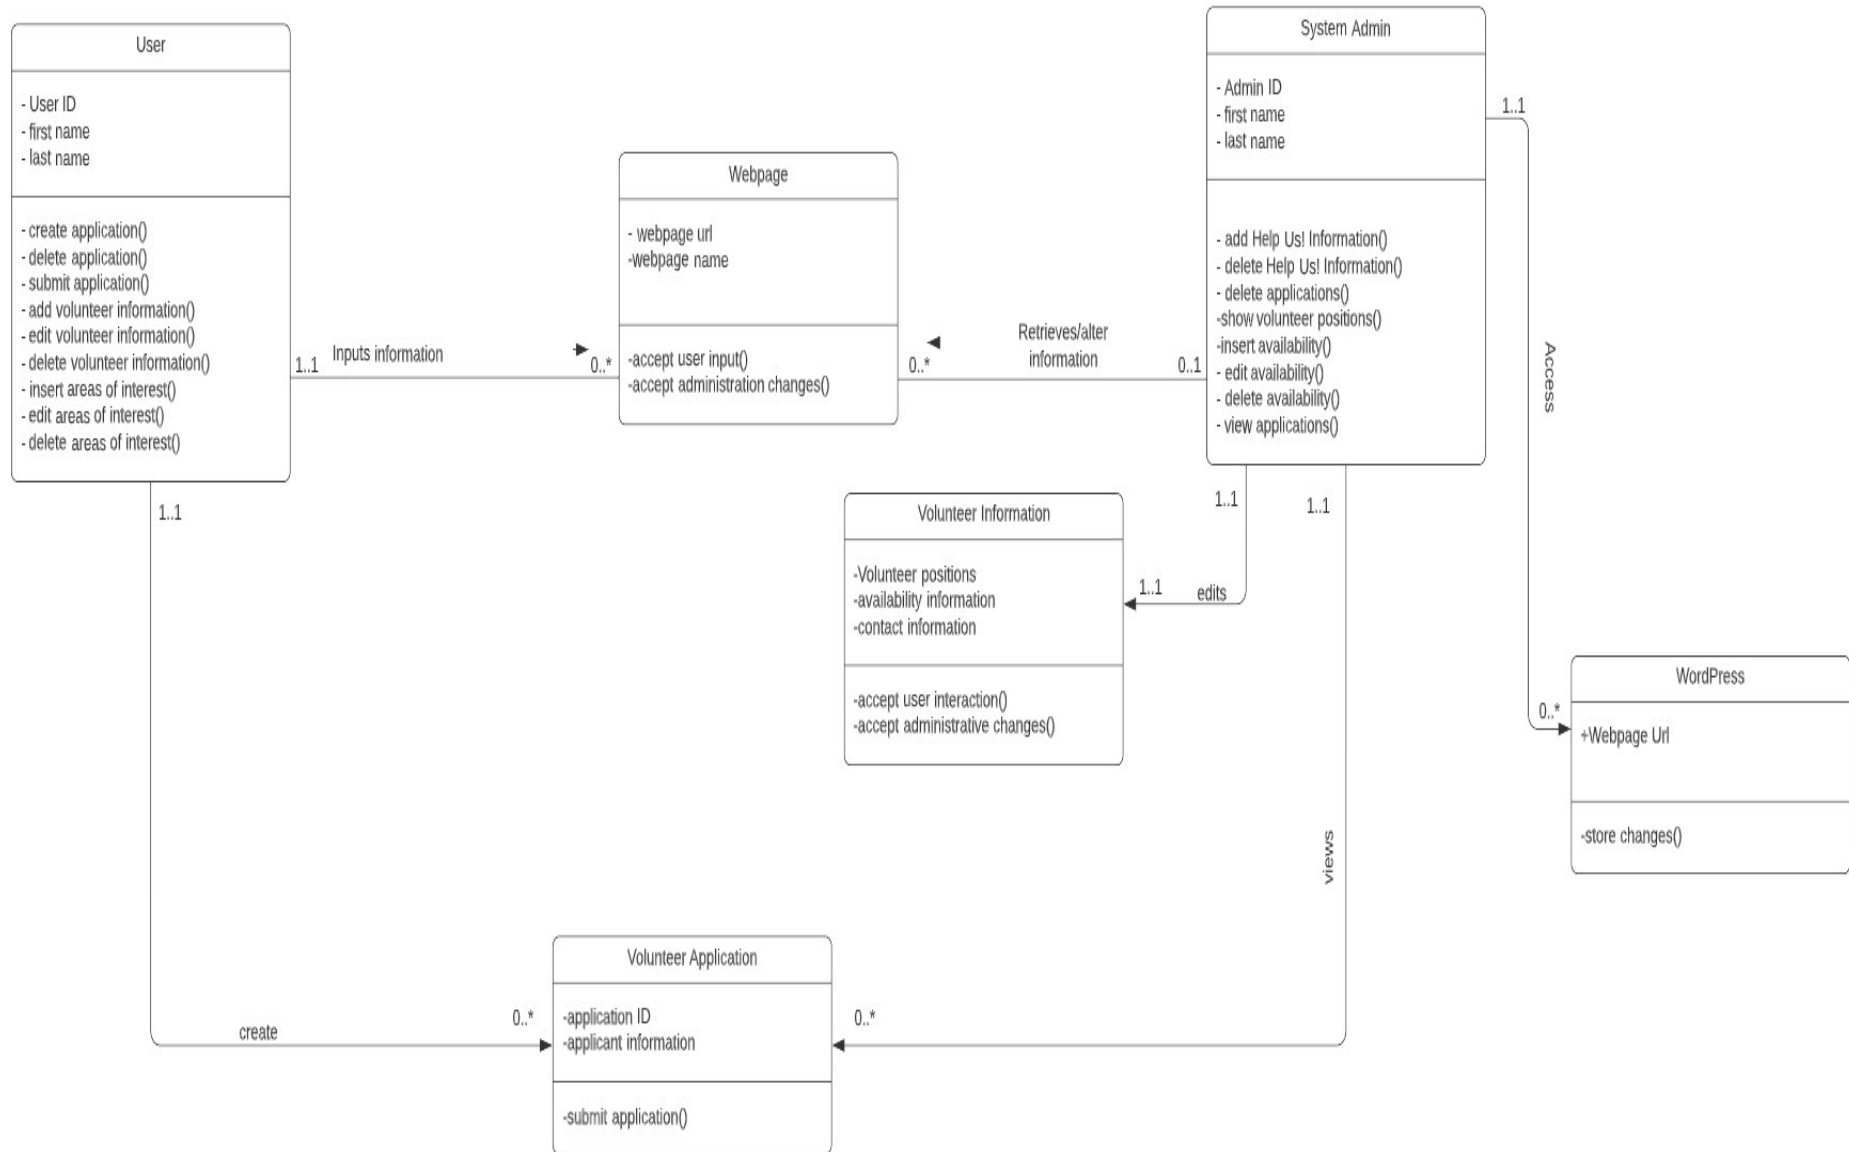 User
- User ID
- first name
- last name
- create application()
- delete application()
- submit application()
- add volunteer information()
- edit volunteer information()
- delete volunteer information()
- insert areas of interest()
- edit areas of interest()
- delete areas of interest()
1..1
Inputs information
0..*
Webpage
- webpage url
-webpage name
-accept user input()
-accept administration changes()
0..*
Retrieves/alter
information
0..1
System Admin
- Admin ID
- first name
- last name
- add Help Us! Information()
- delete Help Us! Information()
- delete applications()
-show volunteer positions()
-insert availability()
- edit availability()
- delete availability()
- view applications()
1..1
Access
0..*
1..1
1..1
1..1
edits
1..1
Volunteer Information
-Volunteer positions
-availability information
-contact information
-accept user interaction()
-accept administrative changes()
WordPress
+Webpage Url
-store changes()
views
create
0..*
0..*
Volunteer Application
-application ID
-applicant information
-submit application()